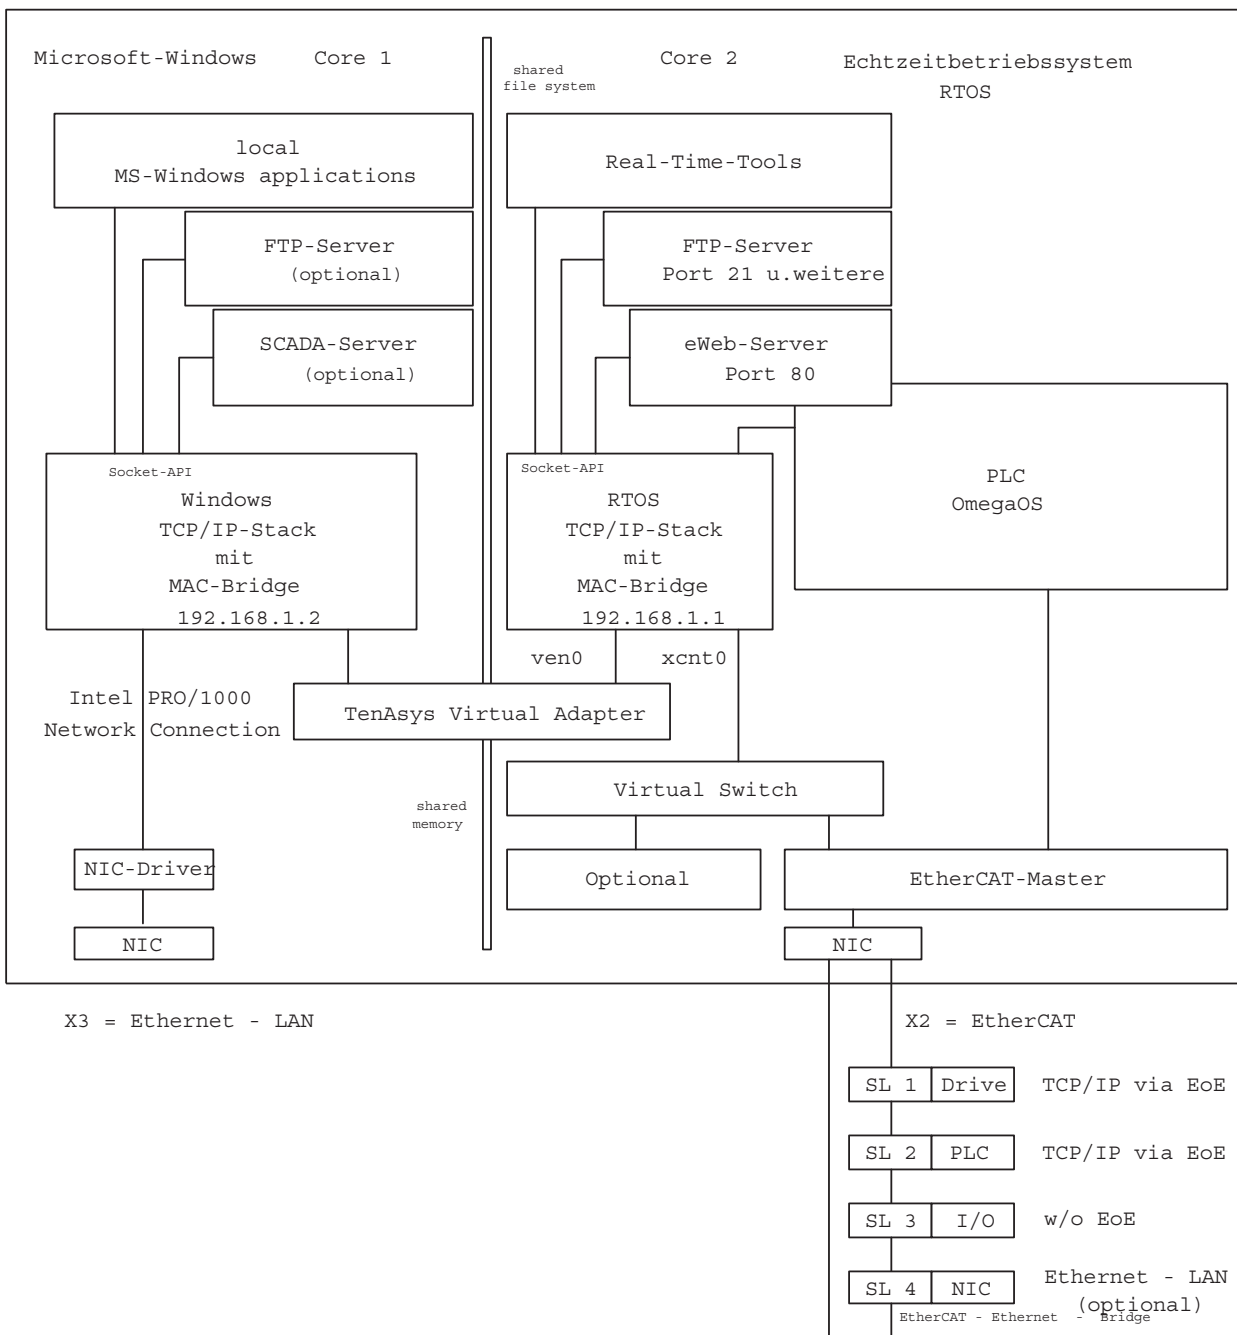 Microsoft-Windows Core 1
shared
file system
Core 2
Echtzeitbetriebssystem
RTOS
local
MS-Windows applications
FTP-Server
(optional)
SCADA-Server
(optional)
Real-Time-Tools
FTP-Server
Port 21 u.weitere
eWeb-Server
Port 80
Socket-API
Windows
TCP/IP-Stack
mit
MAC-Bridge
192.168.1.2
Socket-API
RTOS
TCP/IP-Stack
mit
MAC-Bridge
192.168.1.1
PLC
OmegaOS
ven0
xcnt0
Intel PRO/1000
Network Connection
TenAsys Virtual Adapter
Virtual Switch
shared
memory
NIC-Driver
NIC
Optional
EtherCAT-Master
NIC
X3 = Ethernet - LAN
X2 = EtherCAT
SL 1 Drive TCP/IP via EoE
SL 2 PLC TCP/IP via EoE
SL 3 I/O w/o EoE
SL 4 NIC Ethernet - LAN
(optional)
EtherCAT - Ethernet - Bridge